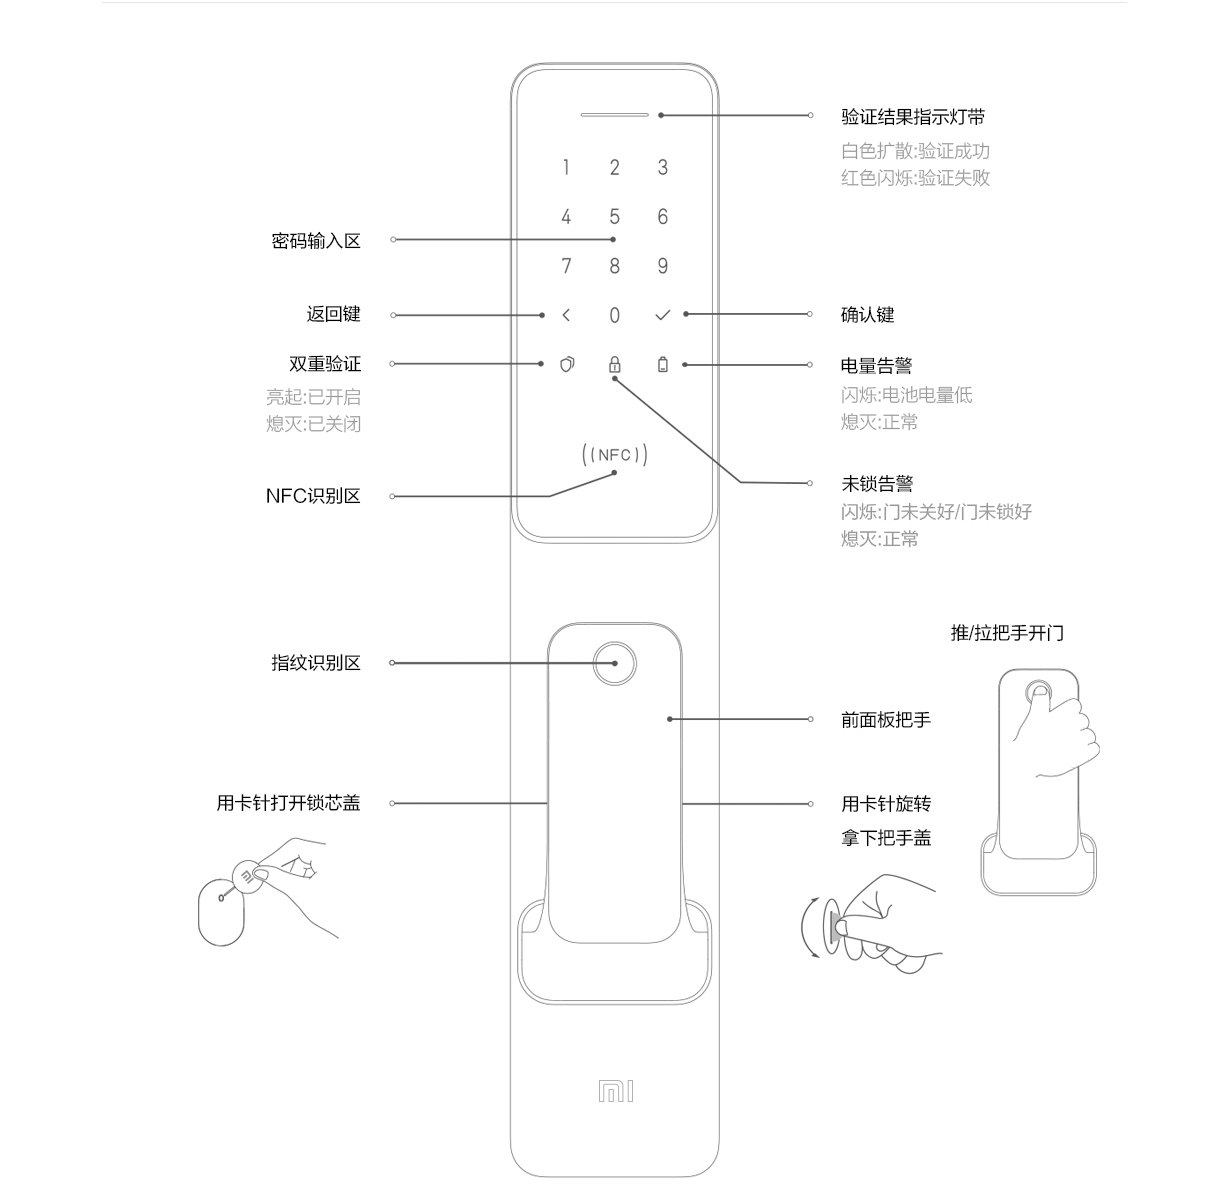 验证结果指示灯带
白色扩散:验证成功
红色闪烁:验证失败
1 2 3
4 5 6
密码输入区
7 8 9
返回键
0
确认键
双重验证
亮起:已开启
熄灭:已关闭
电量告警
闪烁:电池电量低
熄灭:正常
((NFC))
NFC识别区
未锁告警
闪烁:门未关好/门未锁好
熄灭:正常
推/拉把手开门
指纹识别区
前面板把手
用卡针打开锁芯盖
用卡针旋转
拿下把手盖
mi
mi